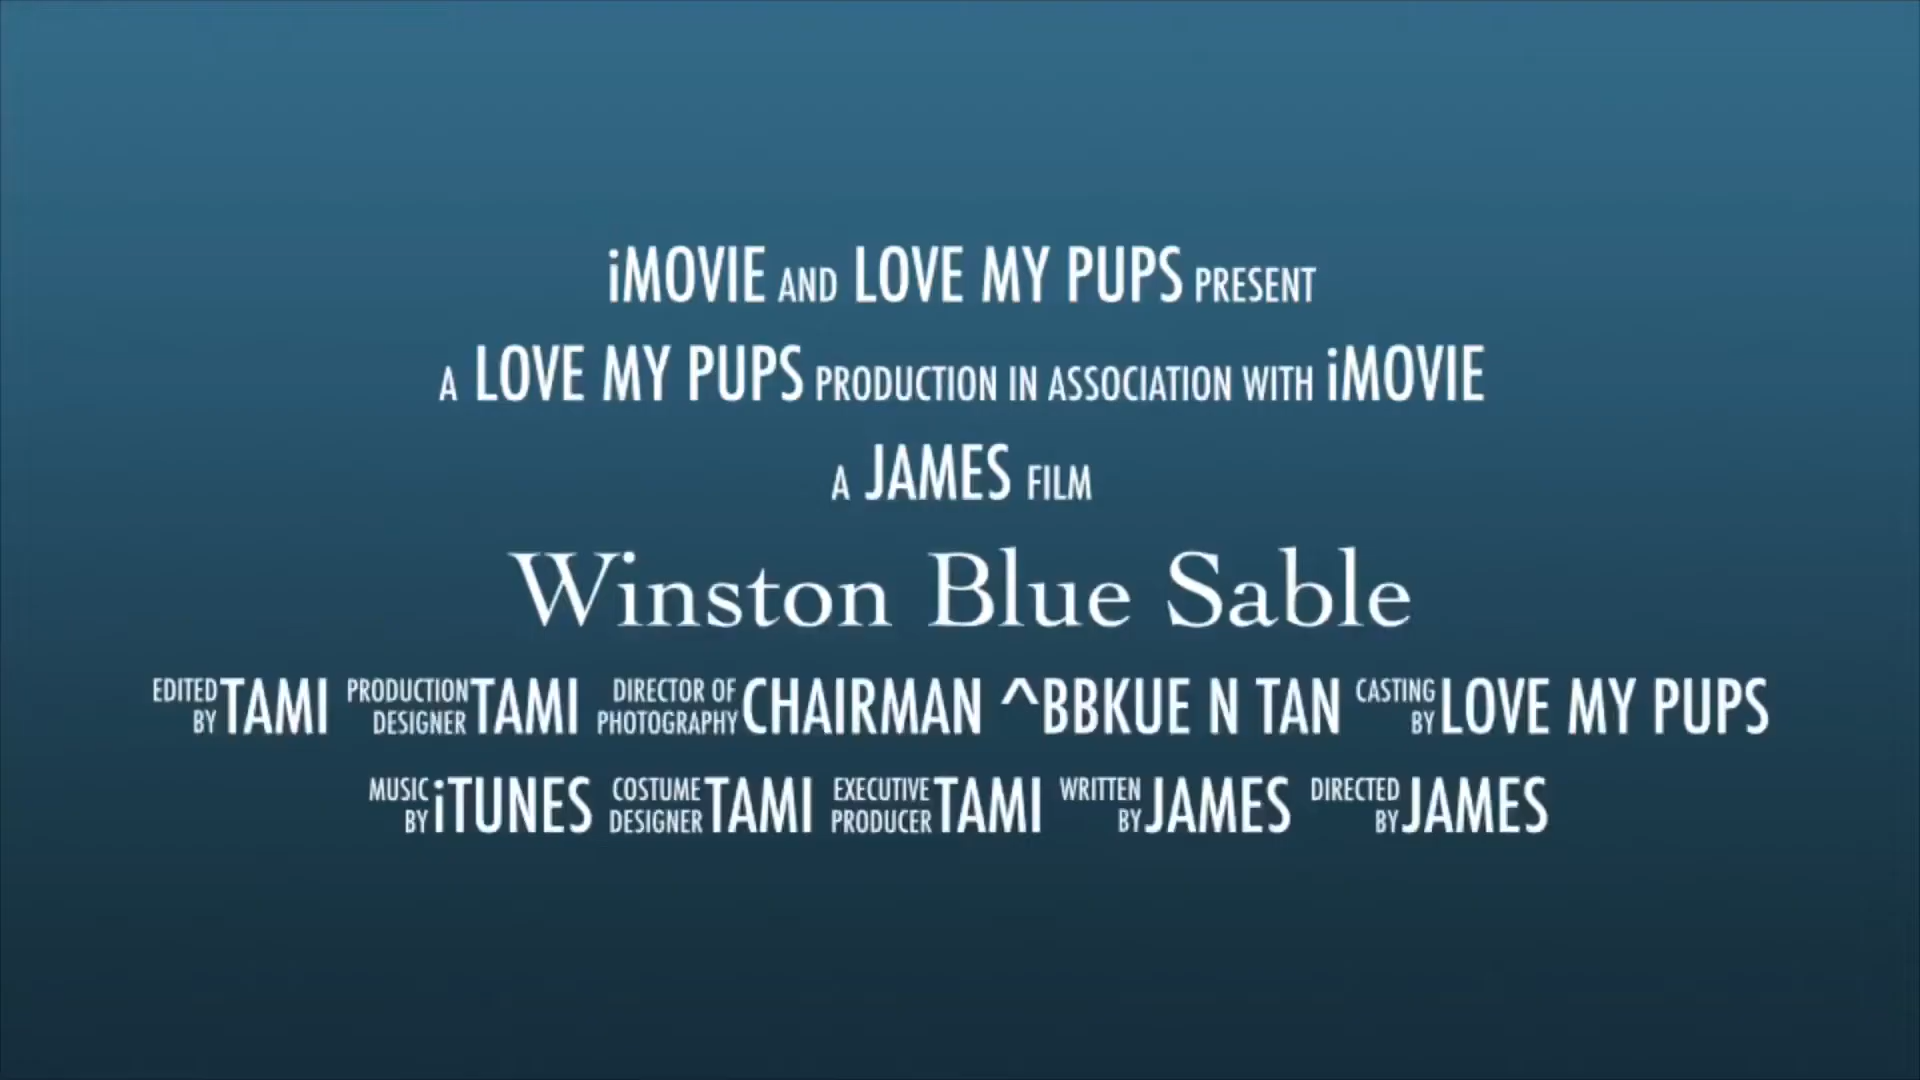 iMOVIE AND LOVE MY PUPS PRESENT
A LOVE MY PUPS PRODUCTION IN ASSOCIATION WITH iMOVIE
A JAMES FILM
Winston Blue Sable
EDITED BY TAMI PRODUCTION DESIGNER TAMI DIRECTOR OF PHOTOGRAPHY CHAIRMAN ^BBKUE N TAN CASTING BY LOVE MY PUPS
MUSIC BY iTUNES COSTUME DESIGNER TAMI EXECUTIVE PRODUCER TAMI WRITTEN BY JAMES DIRECTED BY JAMES